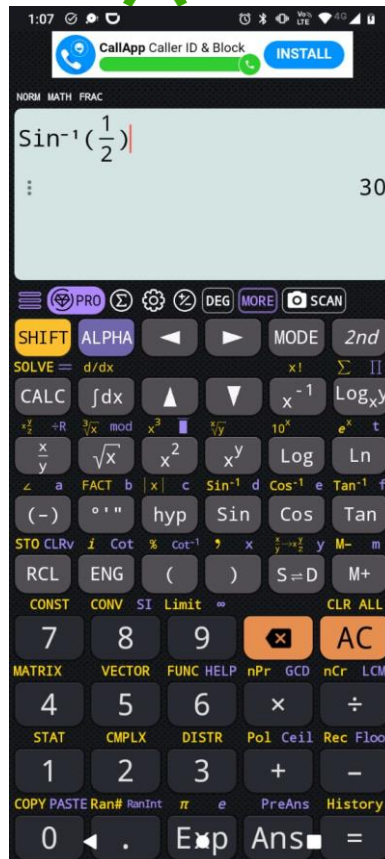 1:07 Vo)) LTE 4G
CallApp Caller ID & Block INSTALL
NORM MATH FRAC
Sin⁻¹(1/2)
30
PRO Σ DEG MORE SCAN
SHIFT ALPHA ◄ ► MODE 2nd
SOLVE = d/dx x! Σ Π
CALC ∫dx ▲ ▼ x⁻¹ Logₓy
÷R ∛x mod x³ ˣ√y 10ˣ eˣ t
x/y √x x² xʸ Log Ln
∠ a FACT b |x| c Sin⁻¹ d Cos⁻¹ e Tan⁻¹ f
(−) °'" hyp Sin Cos Tan
STO CLRv i Cot % Cot⁻¹ , x y M− m
RCL ENG ( ) S⇌D M+
CONST CONV SI Limit ∞ CLR ALL
7 8 9 AC
MATRIX VECTOR FUNC HELP nPr GCD nCr LCM
4 5 6 × ÷
STAT CMPLX DISTR Pol Ceil Rec Floo
1 2 3 + −
COPY PASTE Ran# RanInt π e PreAns History
0 . Exp Ans =